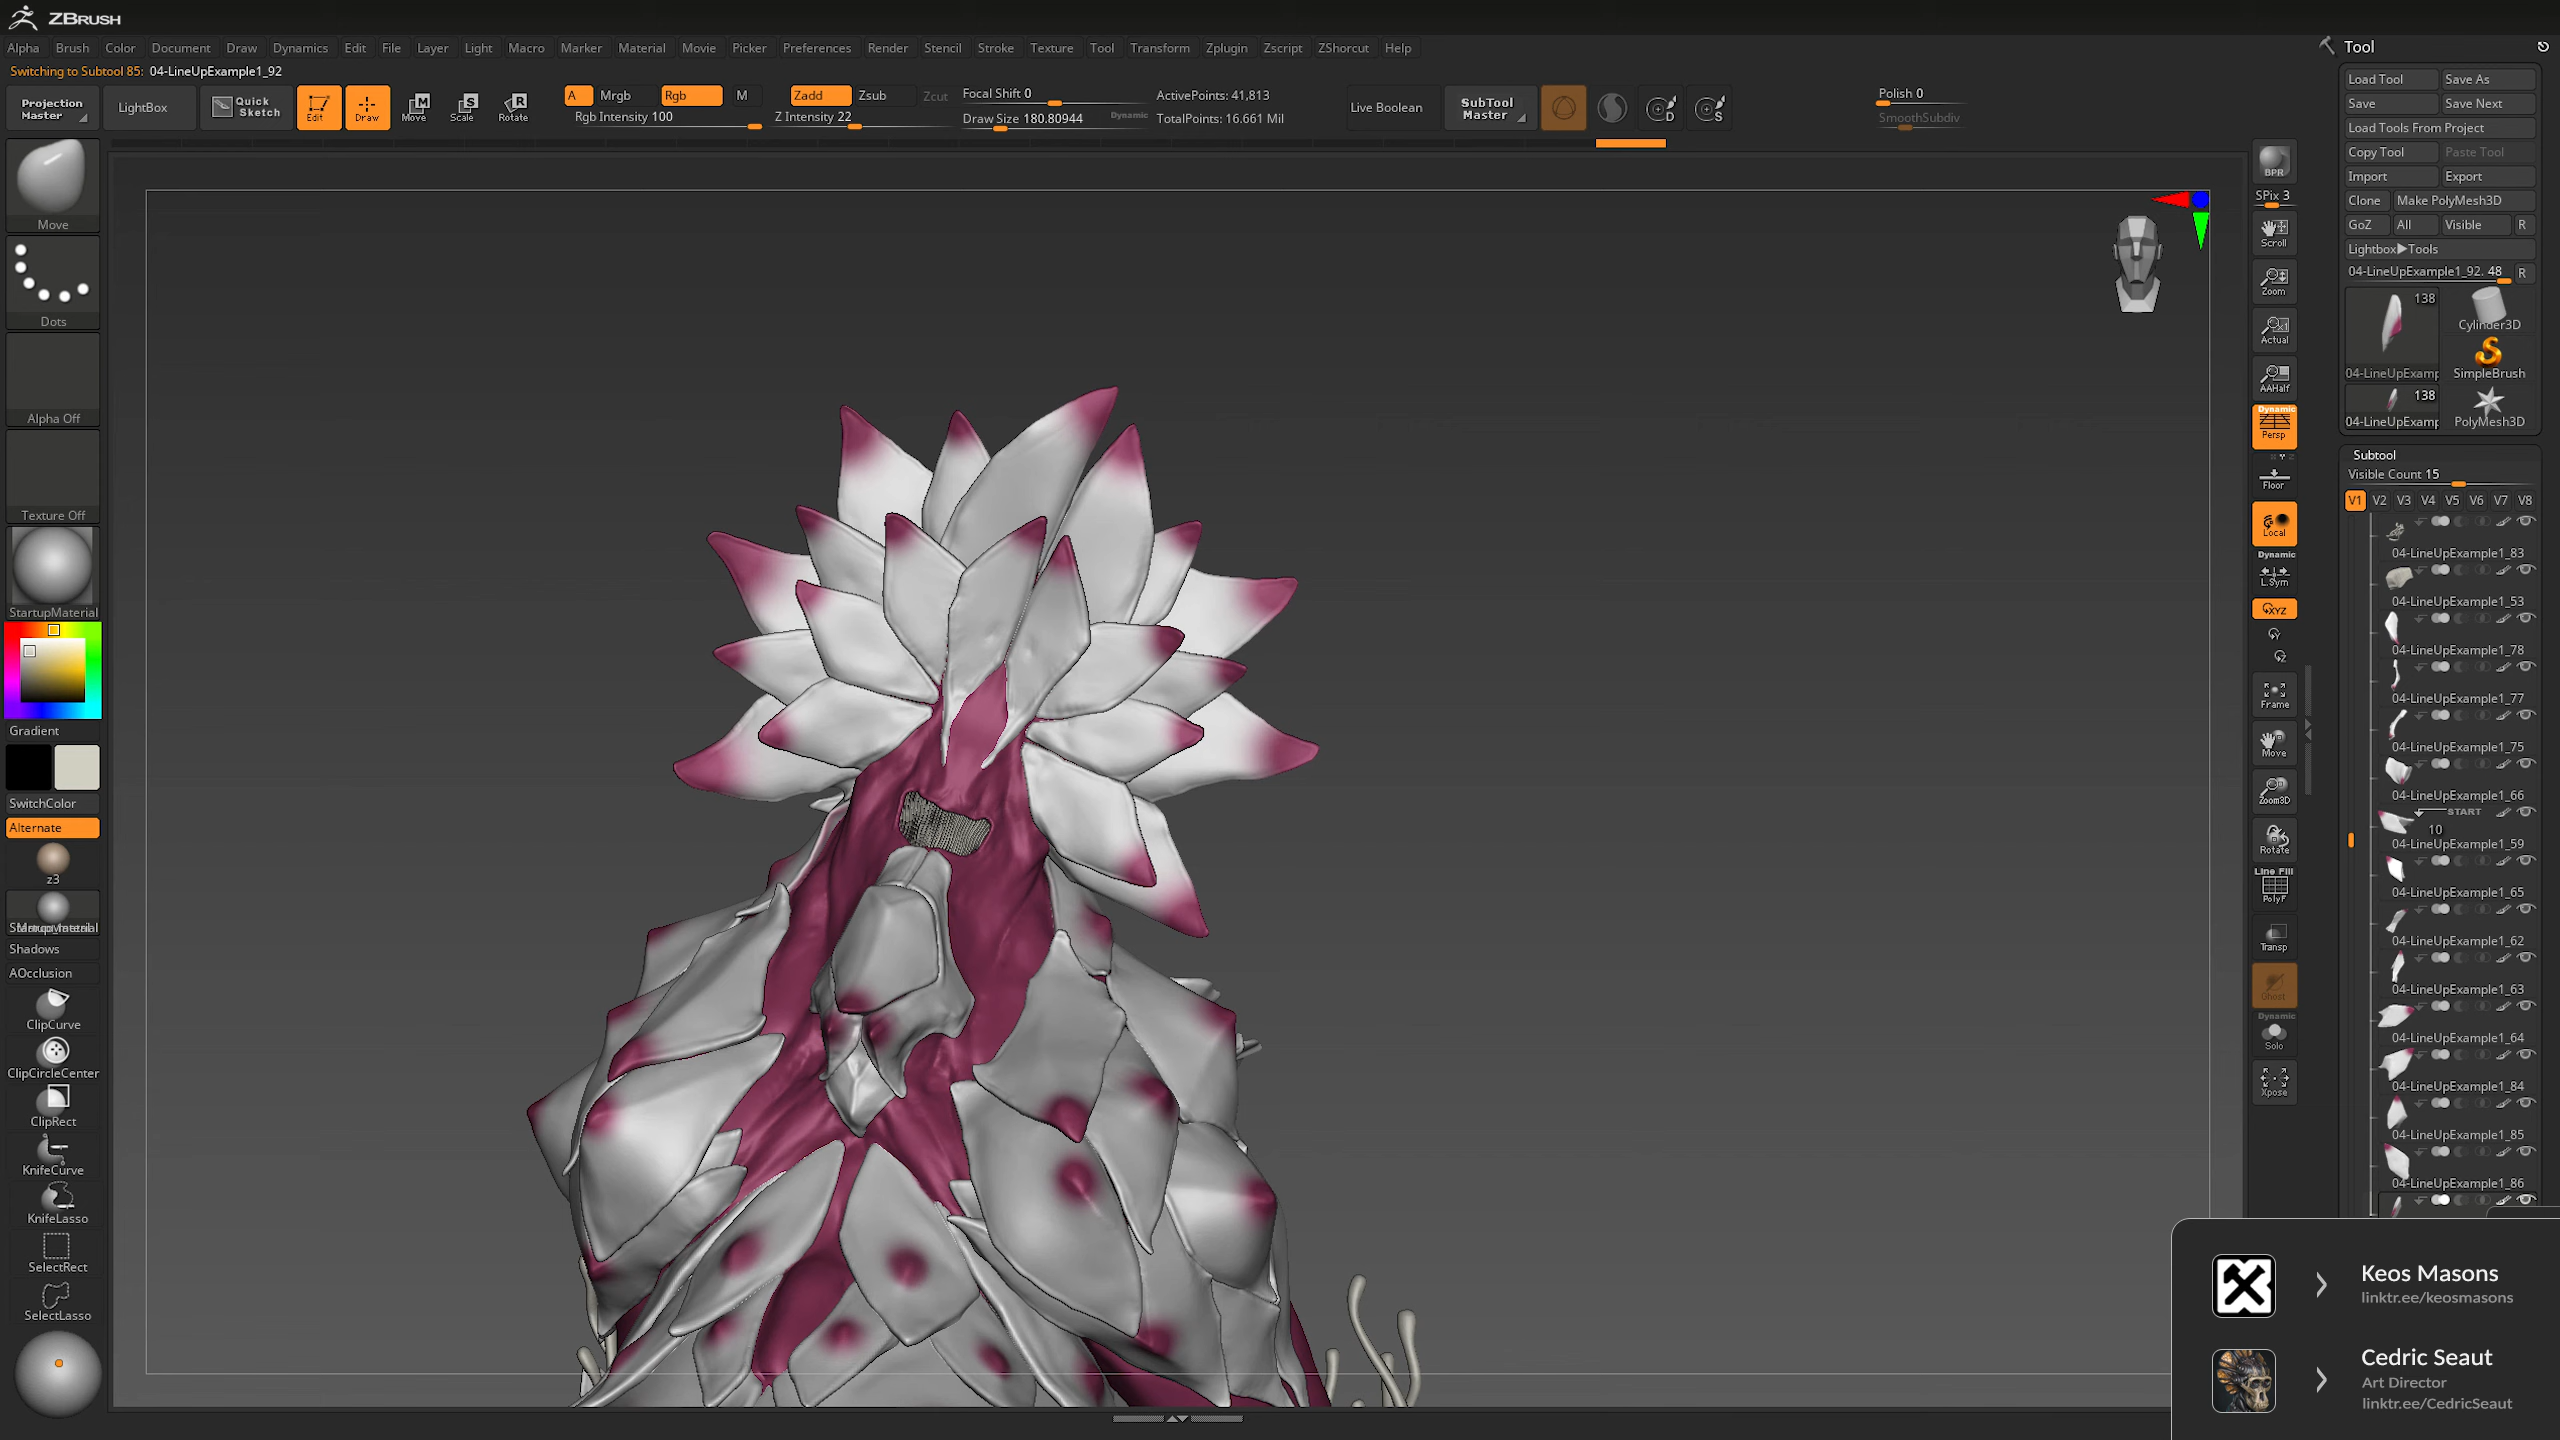 ZBRUSH
Alpha Brush Color Document Draw Dynamics Edit File Layer Light Macro Marker Material Movie Picker Preferences Render Stencil Stroke Texture Tool Transform Zplugin Zscript ZShorcut Help
Switching to Subtool 85: 04-LineUpExample1_92
Projection Master
LightBox
Quick Sketch
Edit
Draw
Move
Scale
Rotate
A Mrgb Rgb M
Rgb Intensity 100
Zadd Zsub Zcut
Z Intensity 22
Focal Shift 0
Draw Size 180.80944
Dynamic
ActivePoints: 41,813
TotalPoints: 16.661 Mil
Live Boolean
SubTool Master
D
S
Polish 0
SmoothSubdiv
Move
Dots
Alpha Off
Texture Off
StartupMaterial
Gradient
SwitchColor
Alternate
z3
Shadows
AOcclusion
ClipCurve
ClipCircleCenter
ClipRect
KnifeCurve
KnifeLasso
SelectRect
SelectLasso
BPR
SPix 3
Scroll
Zoom
Actual
AAHalf
Dynamic
Persp
Floor
Local
Dynamic
L.Sym
XYZ
Frame
Move
Zoom3D
Rotate
Line Fill
PolyF
Transp
Ghost
Dynamic
Solo
Xpose
Tool
Load Tool Save As
Save Save Next
Load Tools From Project
Copy Tool Paste Tool
Import Export
Clone Make PolyMesh3D
GoZ All Visible R
Lightbox▶Tools
04-LineUpExample1_92. 48 R
138
Cylinder3D
04-LineUpExamp SimpleBrush
138
04-LineUpExamp PolyMesh3D
Subtool
Visible Count 15
V1 V2 V3 V4 V5 V6 V7 V8
04-LineUpExample1_83
04-LineUpExample1_53
04-LineUpExample1_78
04-LineUpExample1_77
04-LineUpExample1_75
04-LineUpExample1_66
START
10
04-LineUpExample1_59
04-LineUpExample1_65
04-LineUpExample1_62
04-LineUpExample1_63
04-LineUpExample1_64
04-LineUpExample1_84
04-LineUpExample1_85
04-LineUpExample1_86
Keos Masons
linktr.ee/keosmasons
Cedric Seaut
Art Director
linktr.ee/CedricSeaut